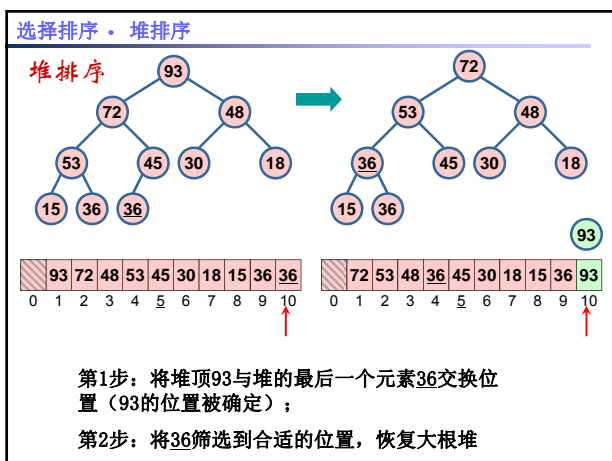 选择排序 · 堆排序
堆排序
93
72 48
53 45 30 18
15 36 36
72
53 48
36 45 30 18
15 36
93
93 72 48 53 45 30 18 15 36 36
0 1 2 3 4 5 6 7 8 9 10
72 53 48 36 45 30 18 15 36 93
0 1 2 3 4 5 6 7 8 9 10
第1步：将堆顶93与堆的最后一个元素36交换位
置（93的位置被确定）；
第2步：将36筛选到合适的位置，恢复大根堆